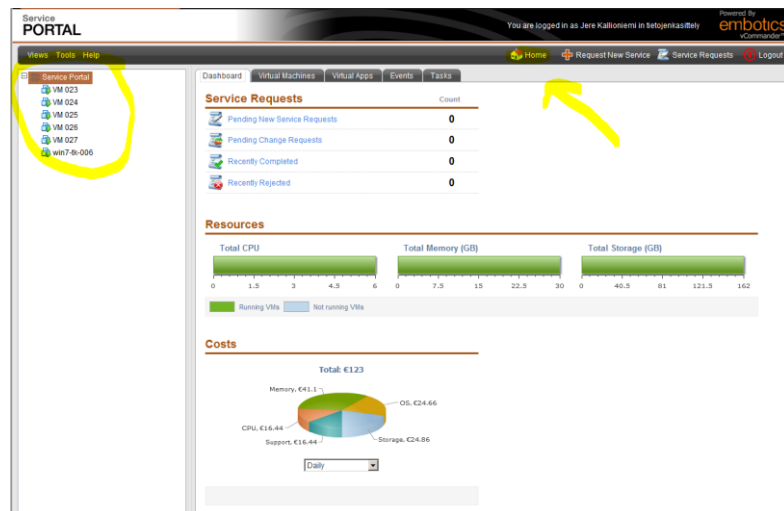 Service
PORTAL
You are logged in as Jere Kallioniemi in tietojenkasittely
Powered By
embotics
vCommander
Views Tools Help
Home Request New Service Service Requests Logout
Service Portal
VM 023
VM 024
VM 025
VM 026
VM 027
win7-tk-006
Dashboard Virtual Machines Virtual Apps Events Tasks
Service Requests Count
Pending New Service Requests 0
Pending Change Requests 0
Recently Completed 0
Recently Rejected 0
Resources
Total CPU Total Memory (GB) Total Storage (GB)
0 1.5 3 4.5 6 0 7.5 15 22.5 30 0 40.5 81 121.5 162
Running VMs Not running VMs
Costs
Total: €123
Memory, €41.1
OS, €24.66
CPU, €16.44
Support, €16.44
Storage, €24.86
Daily